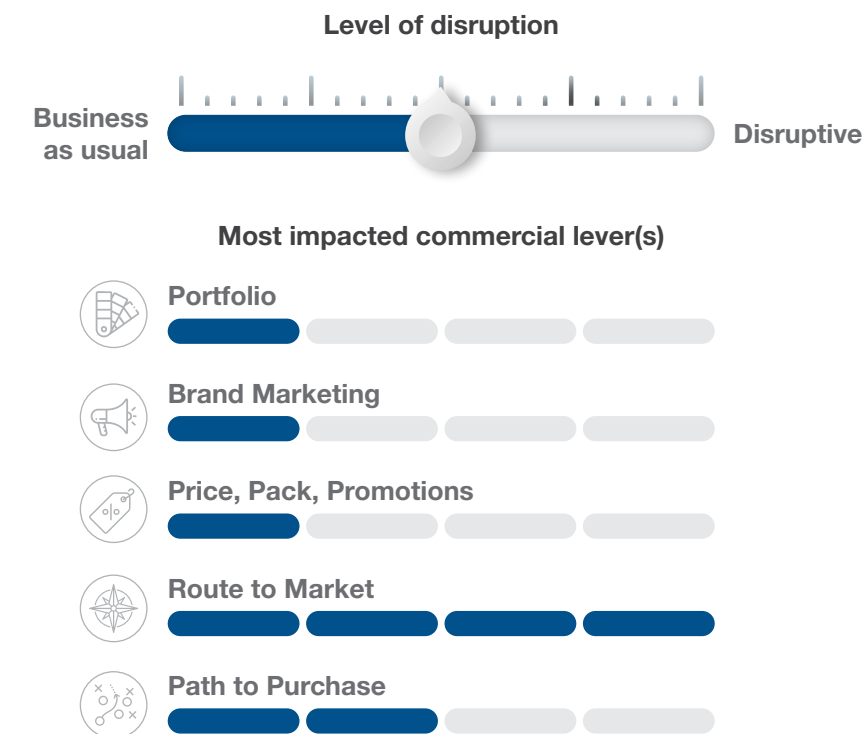 Level of disruption
Business
as usual
Disruptive
Most impacted commercial lever(s)
Portfolio
Brand Marketing
Price, Pack, Promotions
Route to Market
Path to Purchase